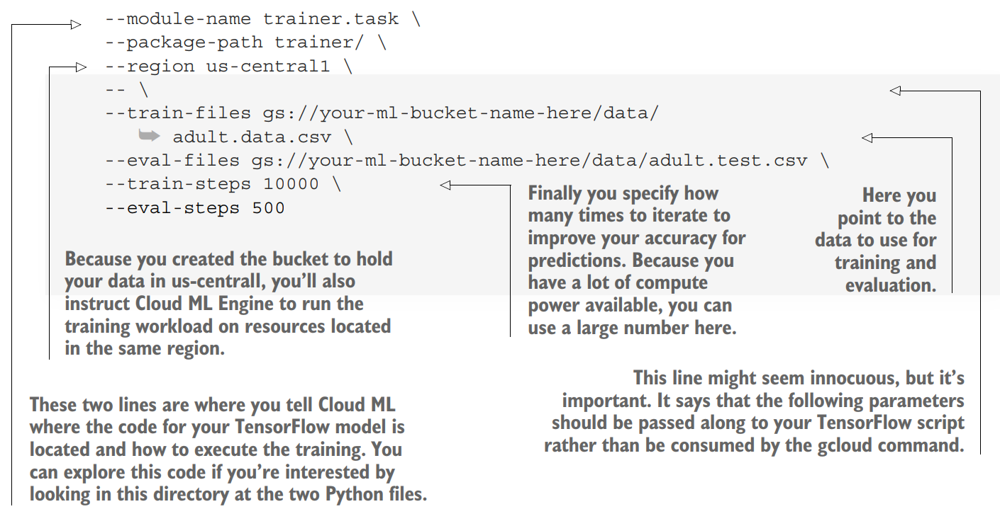 --module-name trainer.task \
--package-path trainer/ \
--region us-central1 \
-- \
--train-files gs://your-ml-bucket-name-here/data/
➥ adult.data.csv \
--eval-files gs://your-ml-bucket-name-here/data/adult.test.csv \
--train-steps 10000 \
--eval-steps 500
Finally you specify how
many times to iterate to
improve your accuracy for
predictions. Because you
have a lot of compute
power available, you can
use a large number here.
Here you
point to the
data to use for
training and
evaluation.
Because you created the bucket to hold
your data in us-centrall, you’ll also
instruct Cloud ML Engine to run the
training workload on resources located
in the same region.
This line might seem innocuous, but it’s
important. It says that the following parameters
should be passed along to your TensorFlow script
rather than be consumed by the gcloud command.
These two lines are where you tell Cloud ML
where the code for your TensorFlow model is
located and how to execute the training. You
can explore this code if you’re interested by
looking in this directory at the two Python files.